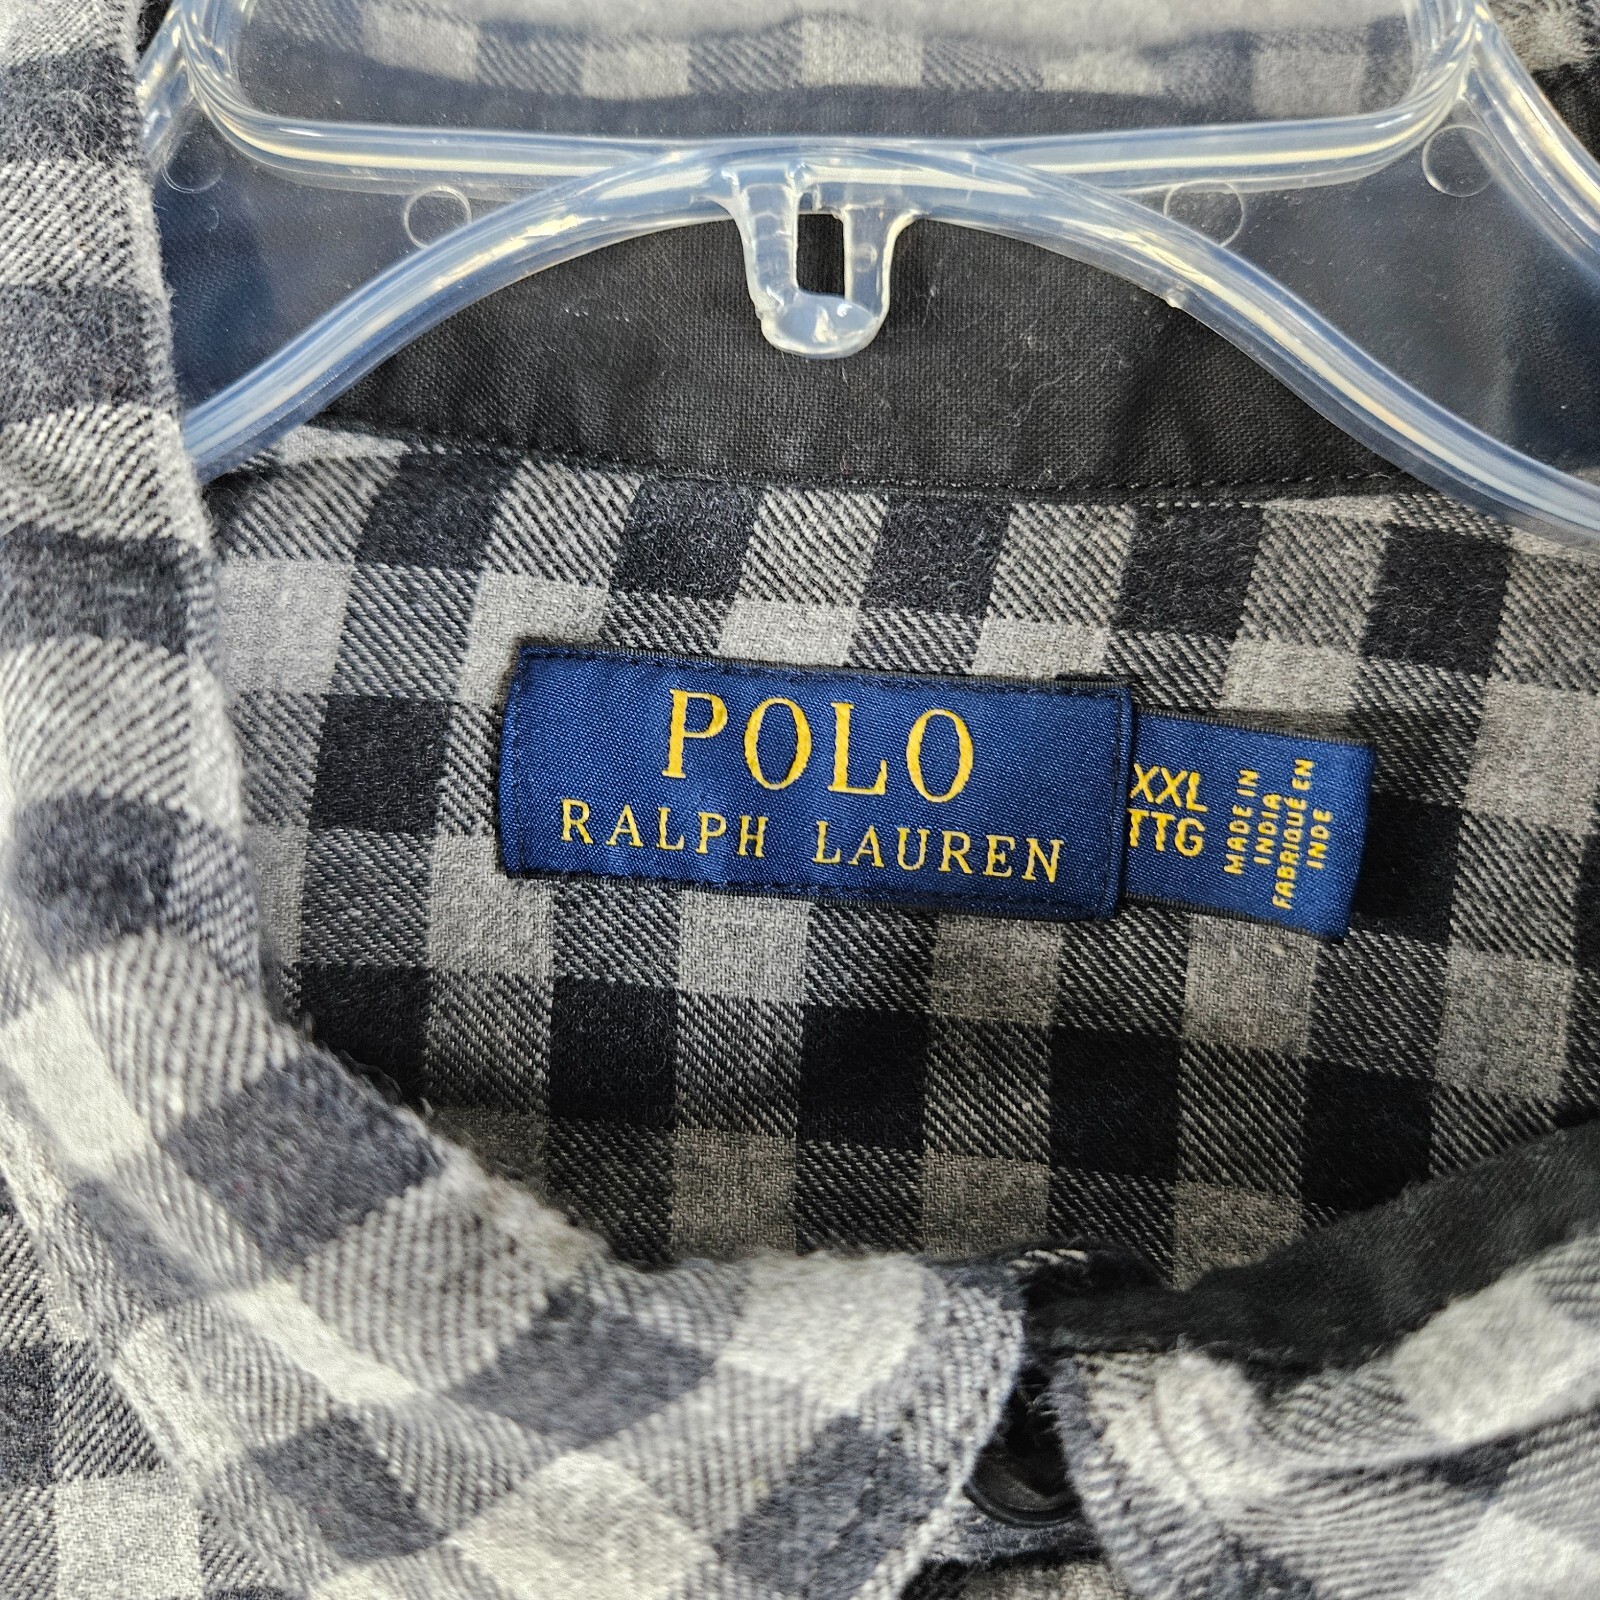 POLO
RALPH LAUREN
XXL
TTG
MADE IN
INDIA
FABRIQUÉ EN
INDE